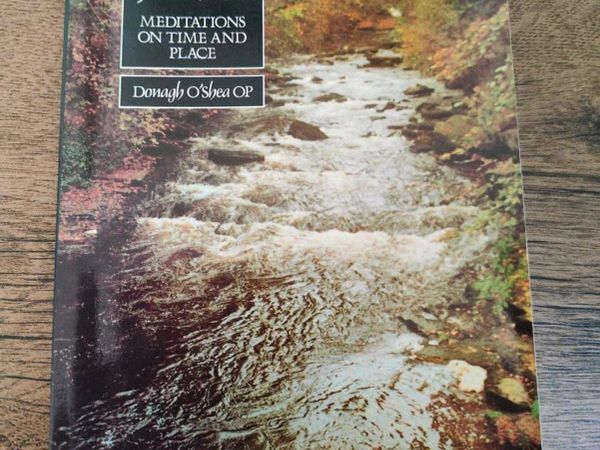 MEDITATIONS
ON TIME AND
PLACE
Donagh O'Shea OP